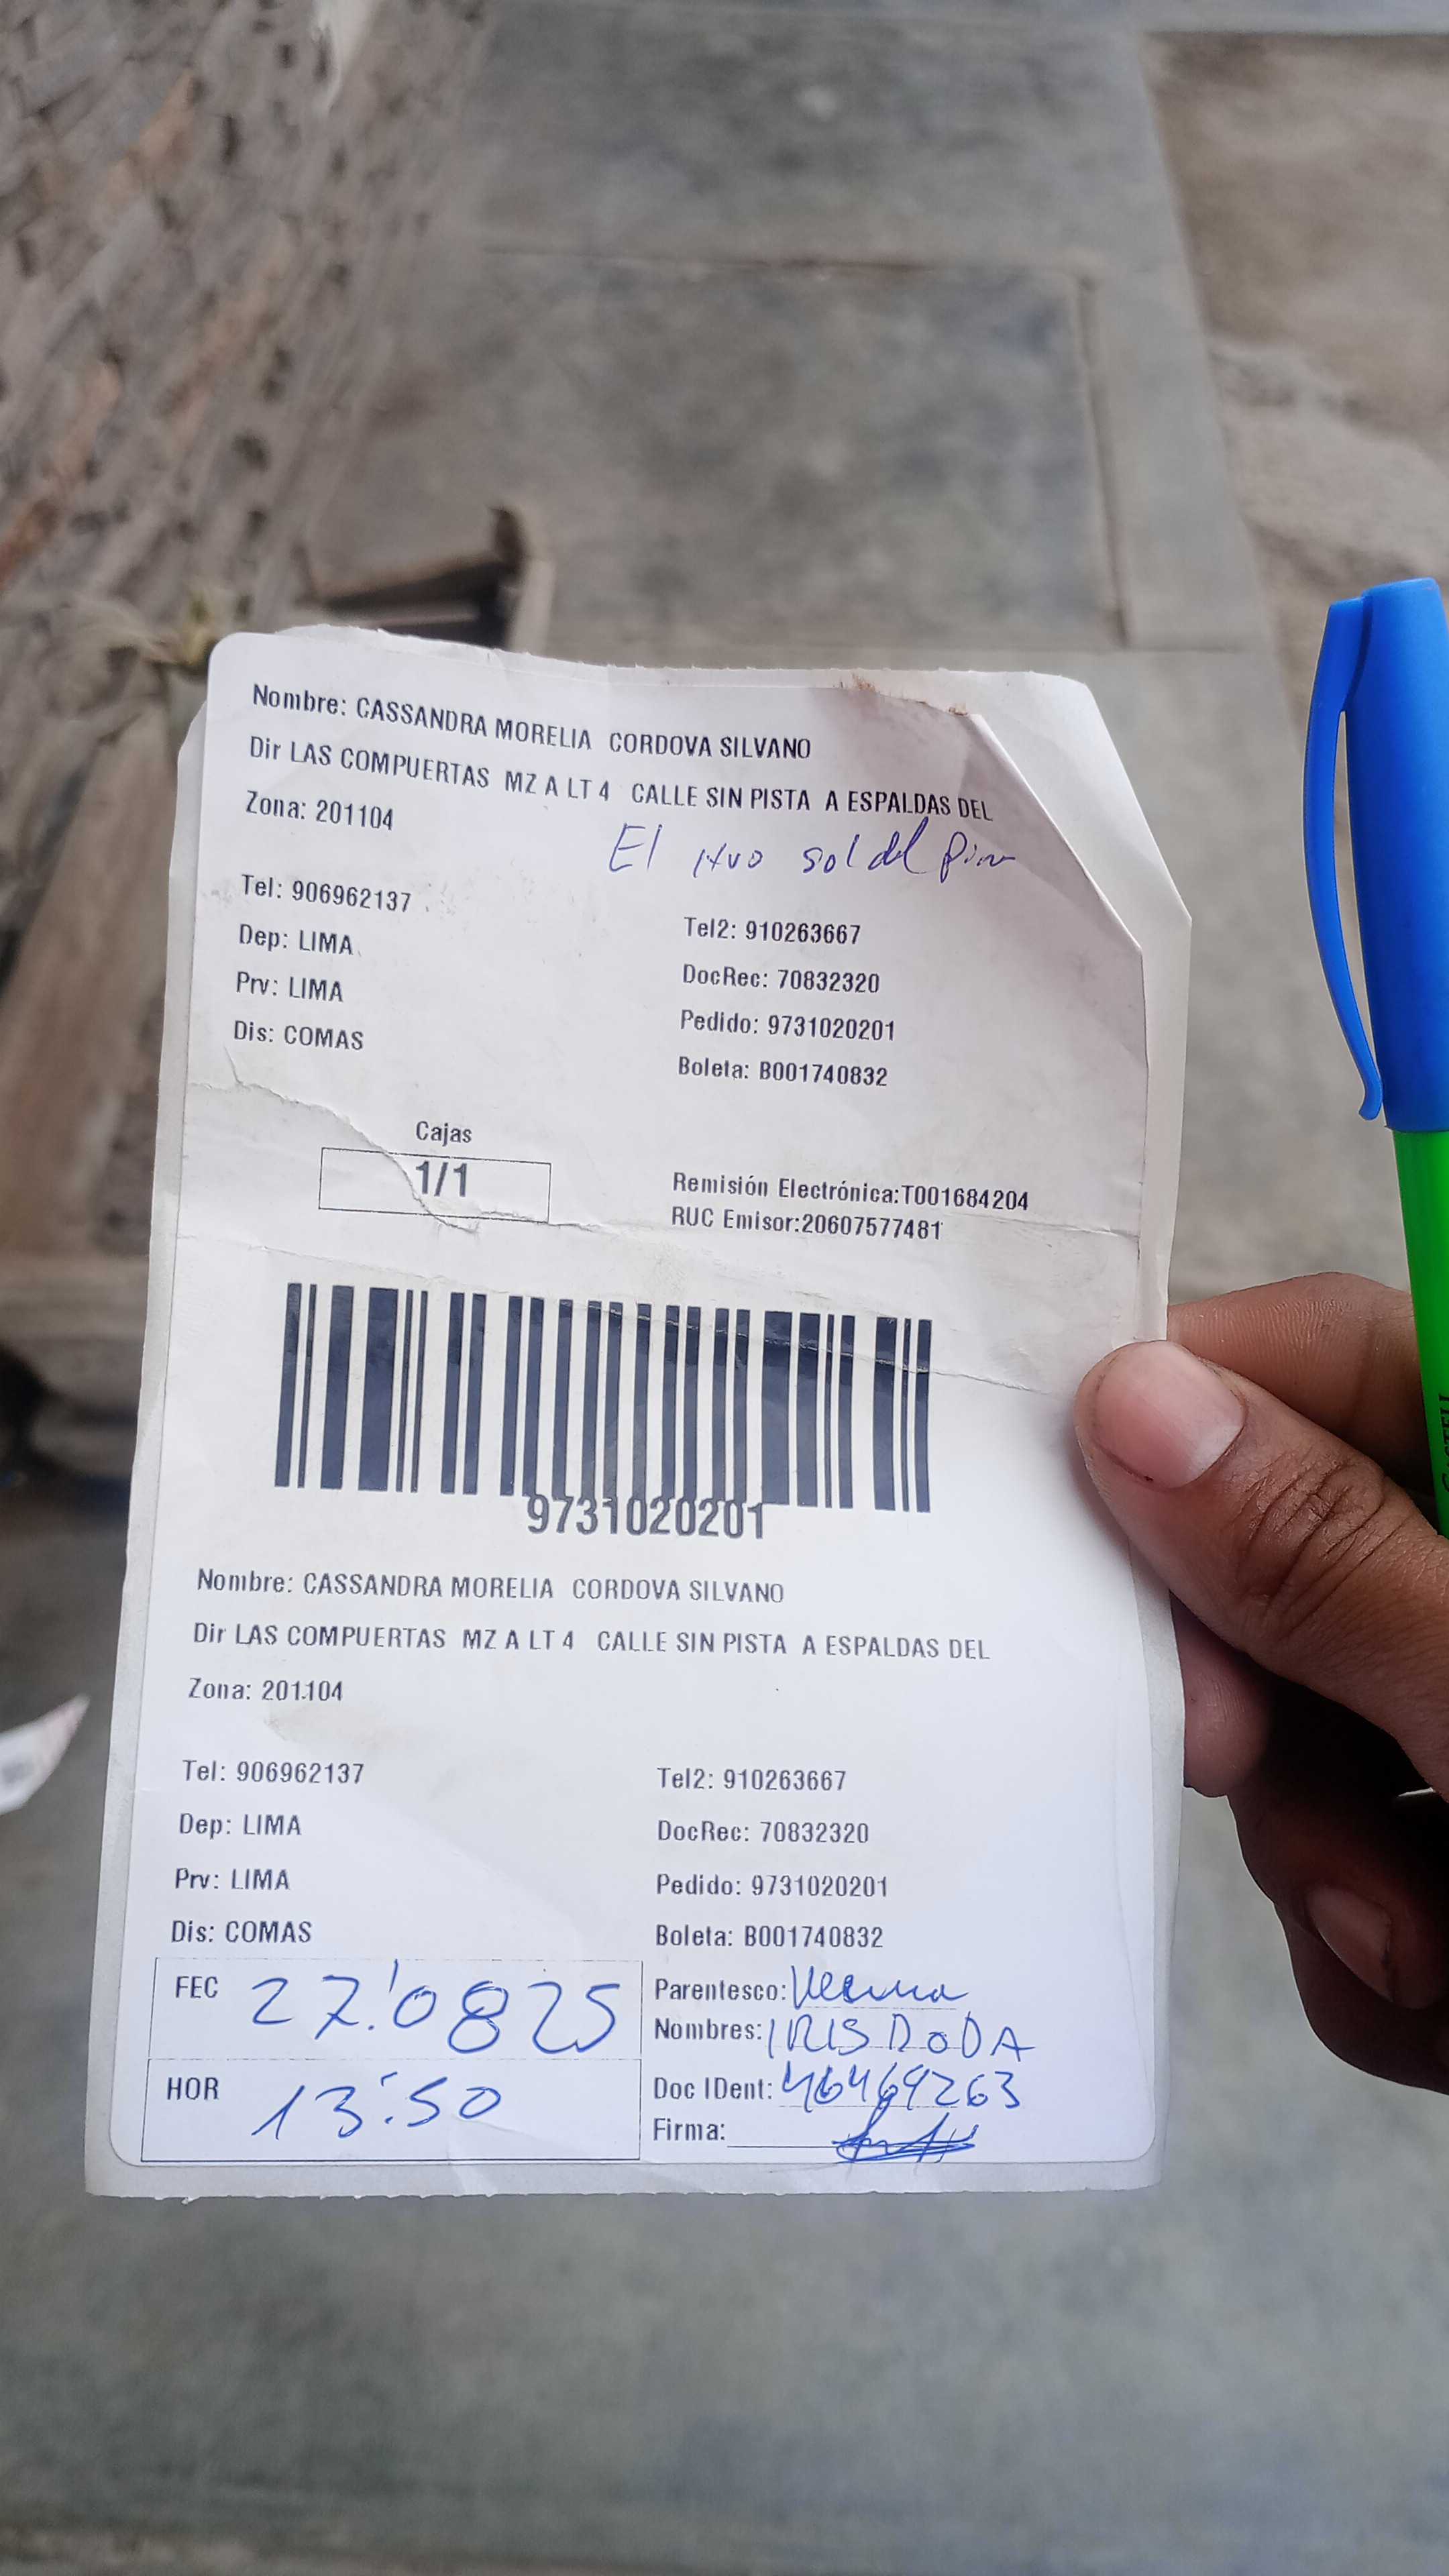 Nombre: CASSANDRA MORELIA CORDOVA SILVANO
Dir LAS COMPUERTAS MZ A LT 4 CALLE SIN PISTA A ESPALDAS DEL
Zona: 201104
El sol del
Tel: 906962137
Tel2: 910263667
Dep: LIMA
DocRec: 70832320
Prv: LIMA
Pedido: 9731020201
Dis: COMAS
Boleta: B001740832
Cajas
1/1
Remisión Electrónica:T001684204
RUC Emisor:20607577481
9731020201
Nombre: CASSANDRA MORELIA CORDOVA SILVANO
Dir LAS COMPUERTAS MZ A LT 4 CALLE SIN PISTA A ESPALDAS DEL
Zona: 201104
Tel: 906962137
Tel2: 910263667
Dep: LIMA
DocRec: 70832320
Prv: LIMA
Pedido: 9731020201
Dis: COMAS
Boleta: B001740832
FEC 27.0825
Parentesco:
Nombres: IRIS
HOR 13:50
Doc IDent: 46469263
Firma: